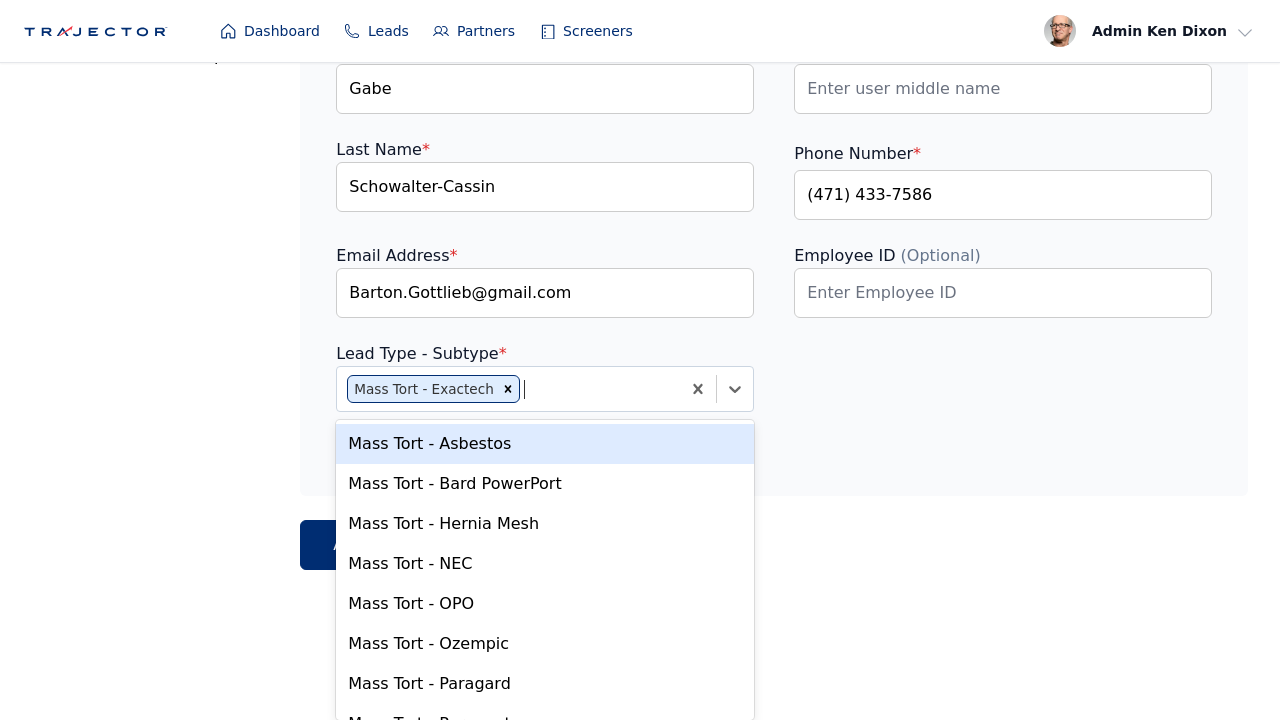 TRAJECTOR
Dashboard
Leads
Partners
Screeners
Admin Ken Dixon
Gabe
Enter user middle name
Last Name*
Phone Number*
Schowalter-Cassin
(471) 433-7586
Email Address*
Employee ID (Optional)
Barton.Gottlieb@gmail.com
Enter Employee ID
Lead Type - Subtype*
Mass Tort - Exactech
Mass Tort - Asbestos
Mass Tort - Bard PowerPort
Mass Tort - Hernia Mesh
Mass Tort - NEC
Mass Tort - OPO
Mass Tort - Ozempic
Mass Tort - Paragard